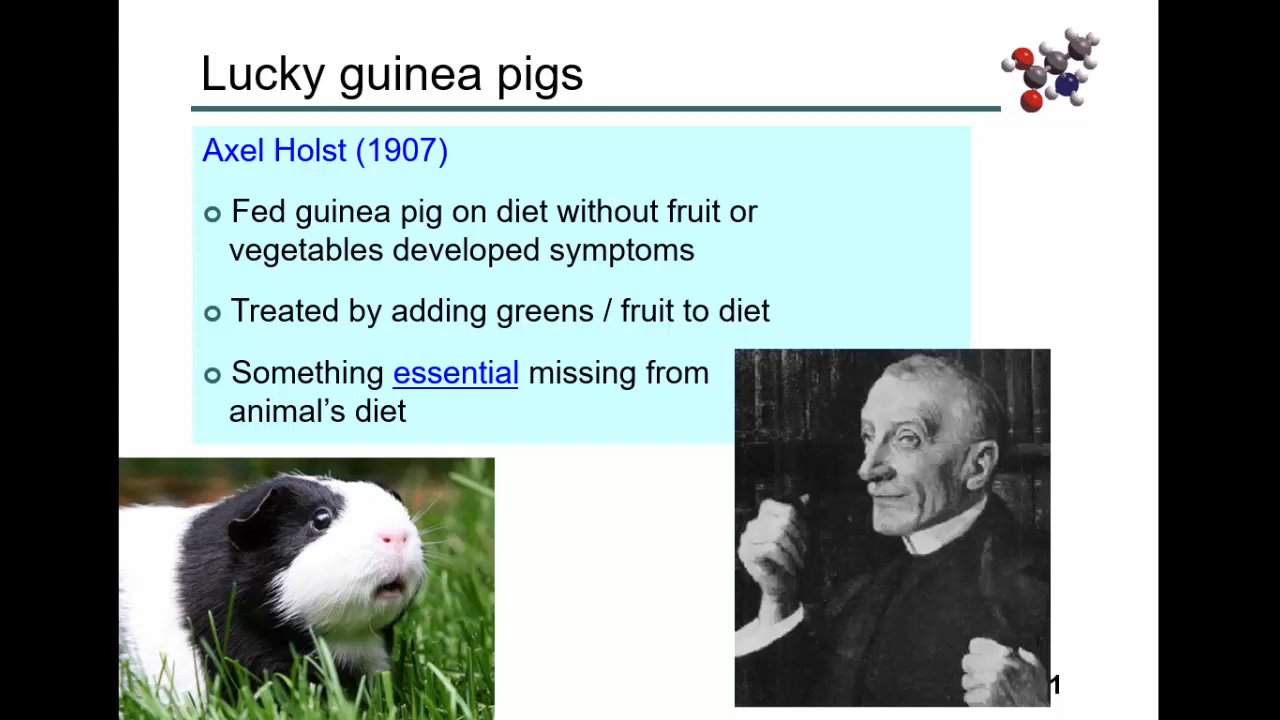 Lucky guinea pigs
Axel Holst (1907)
Fed guinea pig on diet without fruit or
vegetables developed symptoms
Treated by adding greens / fruit to diet
Something essential missing from
animal’s diet
1